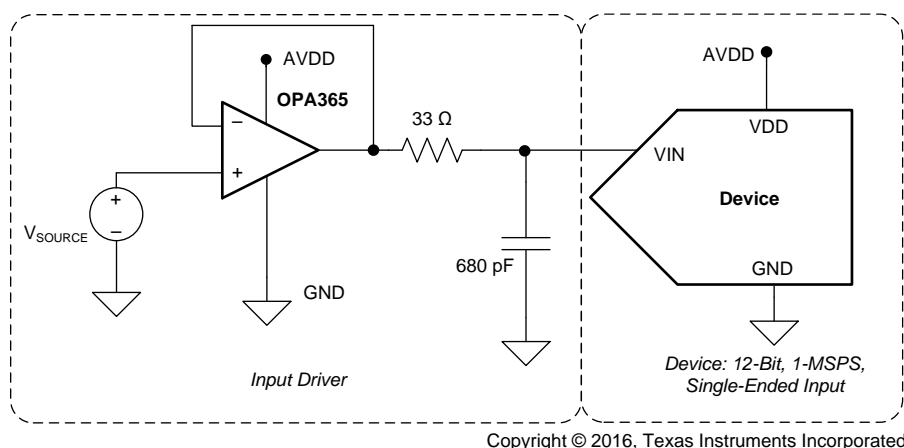 AVDD
OPA365
−
+
+
−
V_SOURCE
GND
33 Ω
680 pF
Input Driver
AVDD
VDD
VIN
Device
GND
Device: 12-Bit, 1-MSPS,
Single-Ended Input
Copyright © 2016, Texas Instruments Incorporated